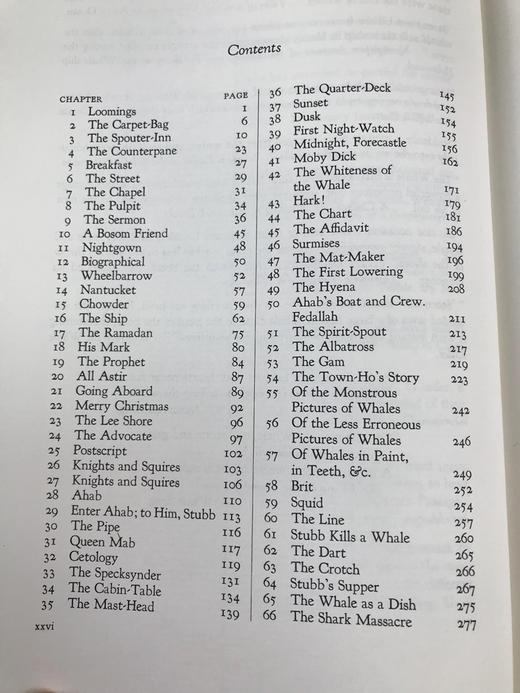 Contents
CHAPTER PAGE
1 Loomings 1
2 The Carpet-Bag 6
3 The Spouter-Inn 10
4 The Counterpane 23
5 Breakfast 27
6 The Street 29
7 The Chapel 31
8 The Pulpit 34
9 The Sermon 36
10 A Bosom Friend 45
11 Nightgown 48
12 Biographical 50
13 Wheelbarrow 52
14 Nantucket 57
15 Chowder 59
16 The Ship 62
17 The Ramadan 75
18 His Mark 80
19 The Prophet 84
20 All Astir 87
21 Going Aboard 89
22 Merry Christmas 92
23 The Lee Shore 96
24 The Advocate 97
25 Postscript 102
26 Knights and Squires 103
27 Knights and Squires 106
28 Ahab 110
29 Enter Ahab; to Him, Stubb 113
30 The Pipe 116
31 Queen Mab 117
32 Cetology 119
33 The Specksynder 131
34 The Cabin-Table 134
35 The Mast-Head 139
36 The Quarter-Deck 145
37 Sunset 152
38 Dusk 154
39 First Night-Watch 155
40 Midnight, Forecastle 156
41 Moby Dick 162
42 The Whiteness of
the Whale 171
43 Hark! 179
44 The Chart 181
45 The Affidavit 186
46 Surmises 194
47 The Mat-Maker 196
48 The First Lowering 199
49 The Hyena 208
50 Ahab's Boat and Crew.
Fedallah 211
51 The Spirit-Spout 213
52 The Albatross 217
53 The Gam 219
54 The Town-Ho's Story 223
55 Of the Monstrous
Pictures of Whales 242
56 Of the Less Erroneous
Pictures of Whales 246
57 Of Whales in Paint,
in Teeth, &c. 249
58 Brit 252
59 Squid 254
60 The Line 257
61 Stubb Kills a Whale 260
62 The Dart 265
63 The Crotch 266
64 Stubb's Supper 267
65 The Whale as a Dish 275
66 The Shark Massacre 277
xxvi